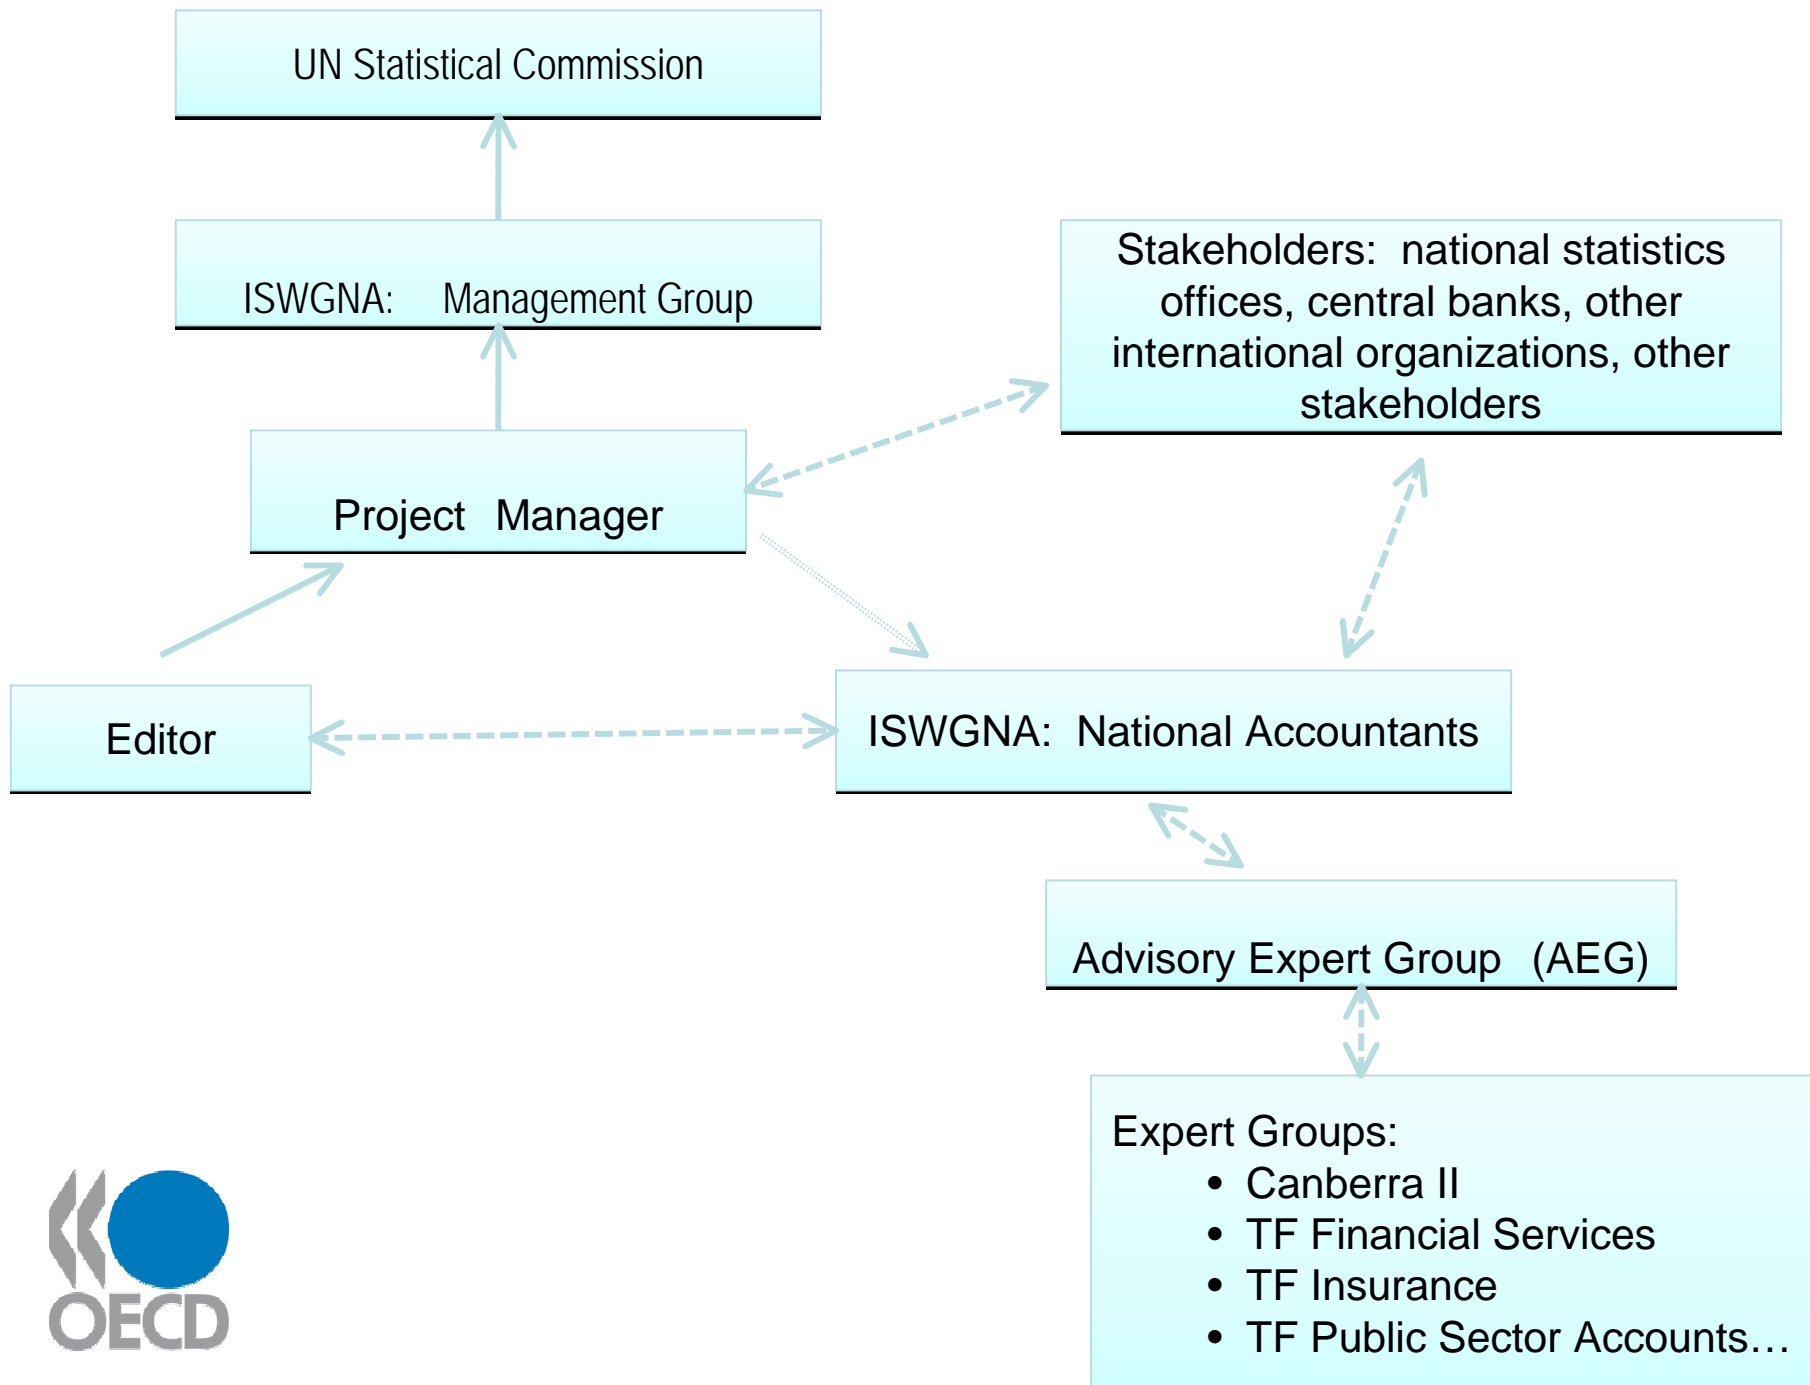 UN Statistical Commission
ISWGNA: Management Group
Stakeholders: national statistics
offices, central banks, other
international organizations, other
stakeholders
Project Manager
Editor
ISWGNA: National Accountants
Advisory Expert Group (AEG)
Expert Groups:
• Canberra II
• TF Financial Services
• TF Insurance
• TF Public Sector Accounts…
OECD